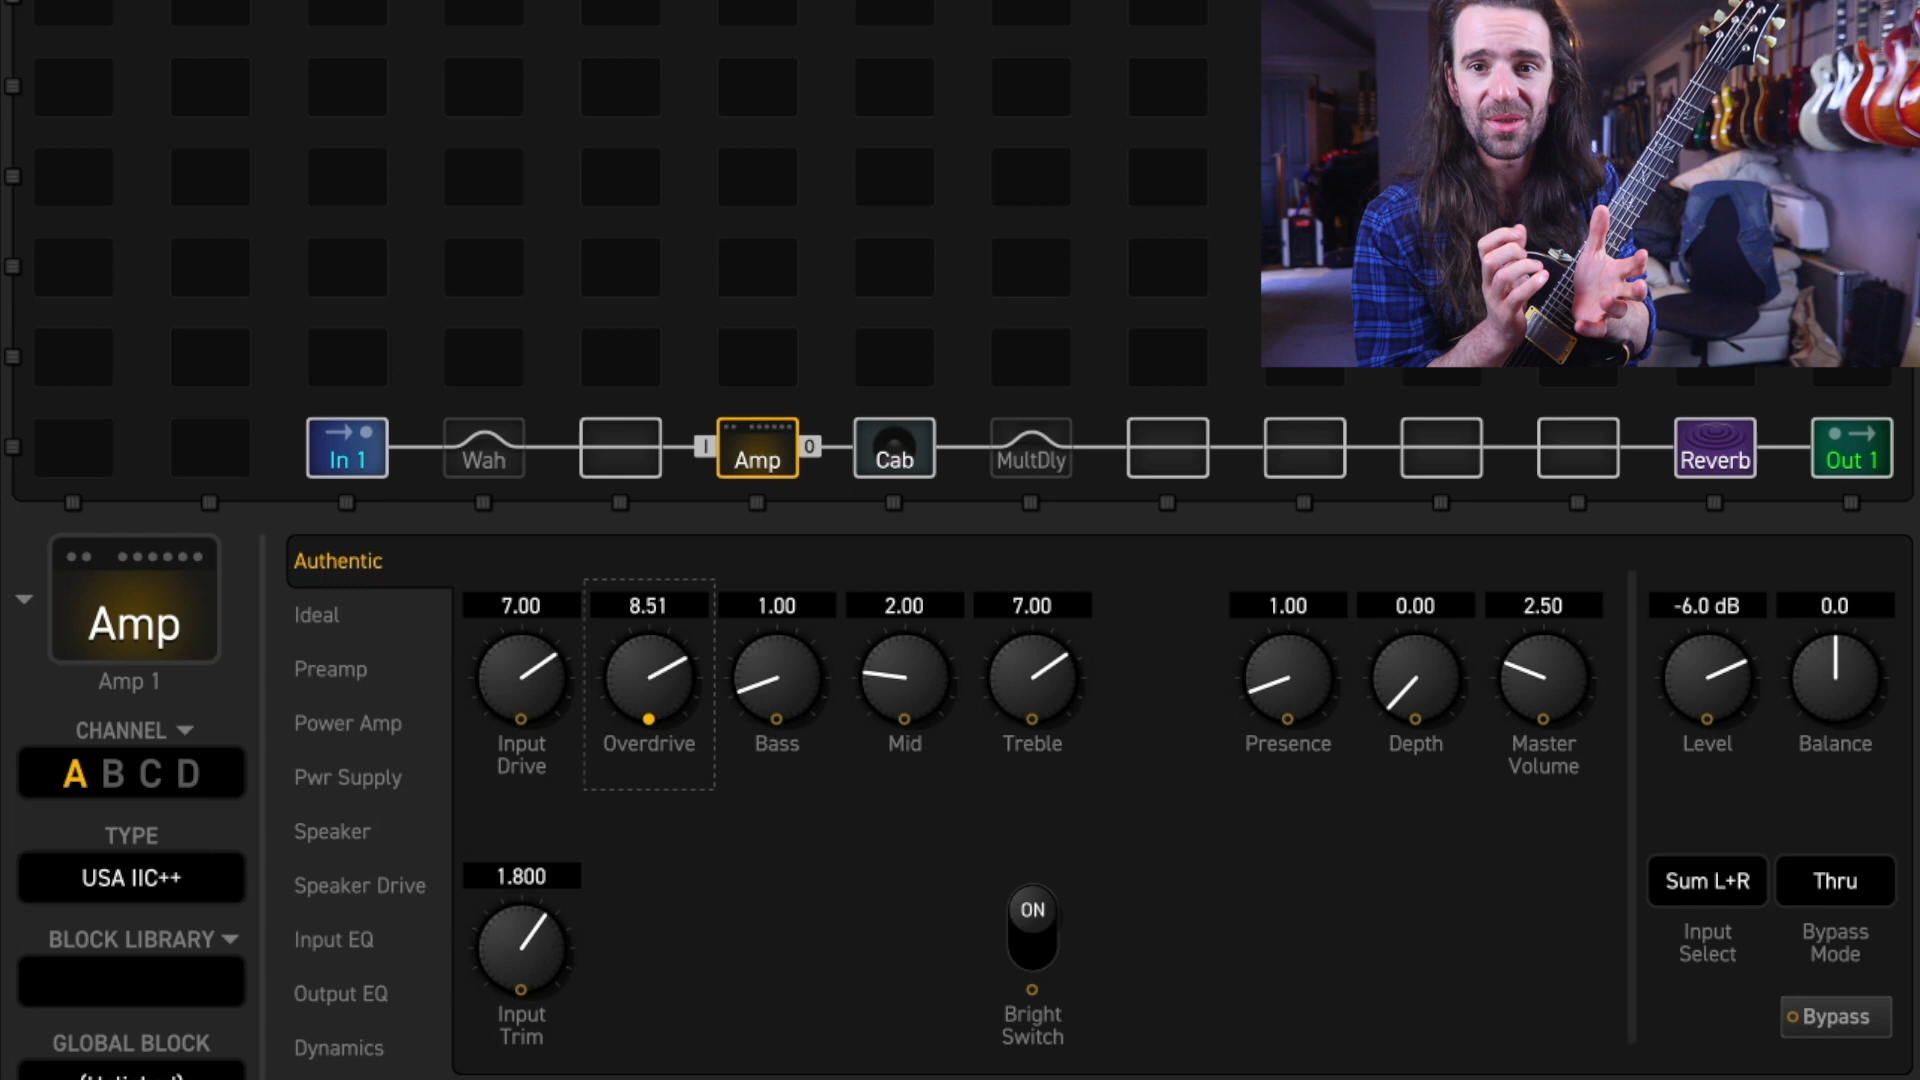 In 1
Wah
I
Amp
O
Cab
MultDly
Reverb
Out 1
Amp
Amp 1
CHANNEL
A B C D
TYPE
USA IIC++
BLOCK LIBRARY
GLOBAL BLOCK
Authentic
Ideal
Preamp
Power Amp
Pwr Supply
Speaker
Speaker Drive
Input EQ
Output EQ
Dynamics
7.00
8.51
1.00
2.00
7.00
1.00
0.00
2.50
-6.0 dB
0.0
Input
Drive
Overdrive
Bass
Mid
Treble
Presence
Depth
Master
Volume
Level
Balance
1.800
Input
Trim
ON
Bright
Switch
Sum L+R
Thru
Input
Select
Bypass
Mode
Bypass